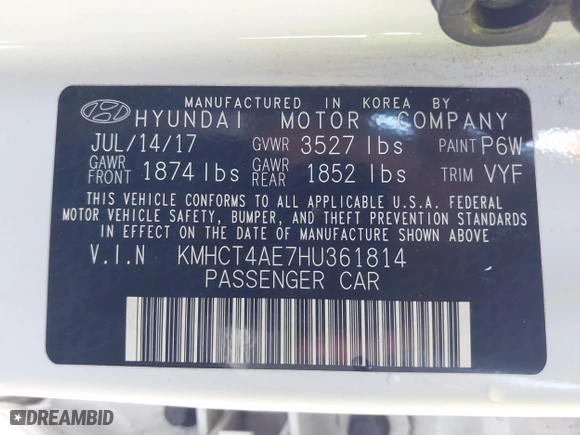 MANUFACTURED IN KOREA BY
HYUNDAI MOTOR COMPANY
JUL/14/17 GVWR 3527 lbs PAINT P6W
GAWR FRONT 1874 lbs GAWR REAR 1852 lbs TRIM VYF
THIS VEHICLE CONFORMS TO ALL APPLICABLE U.S.A. FEDERAL
MOTOR VEHICLE SAFETY, BUMPER, AND THEFT PREVENTION STANDARDS
IN EFFECT ON THE DATE OF MANUFACTURE SHOWN ABOVE.
V.I.N KMHCT4AE7HU361814
PASSENGER CAR
DREAMBID